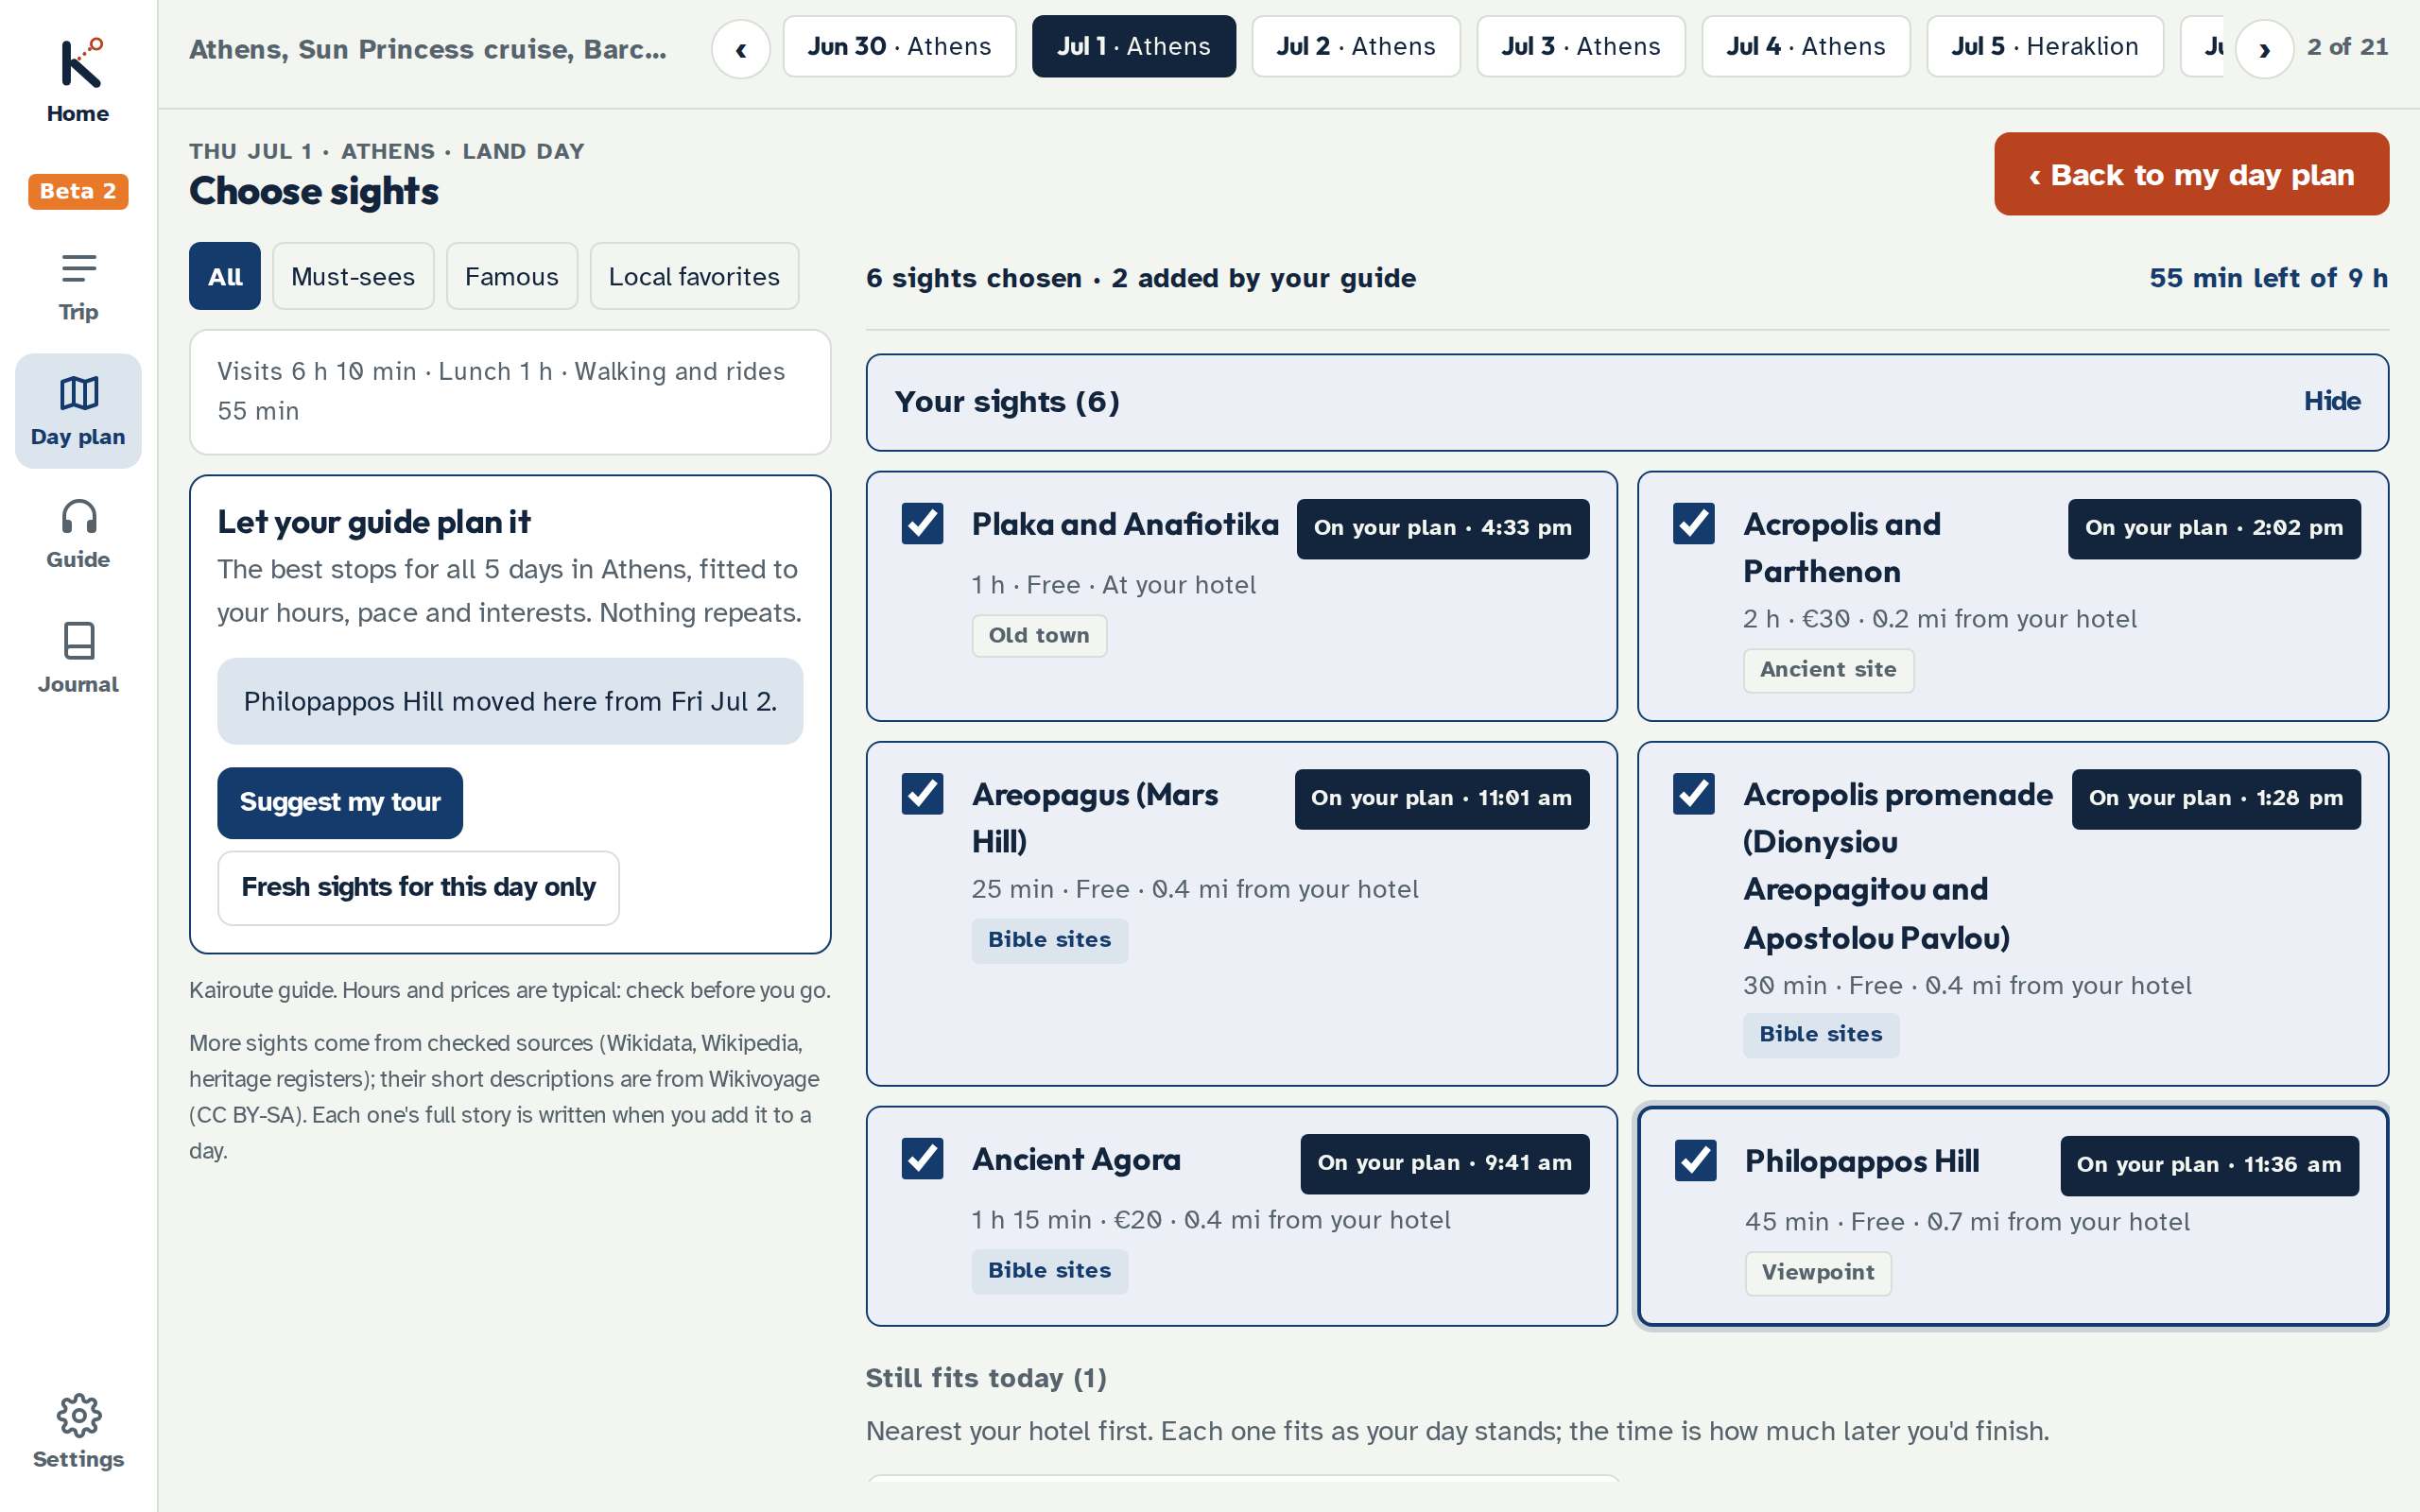 Home
Beta 2
Trip
Day plan
Guide
Journal
Settings
Athens, Sun Princess cruise, Barc...
‹
Jun 30 · Athens
Jul 1 · Athens
Jul 2 · Athens
Jul 3 · Athens
Jul 4 · Athens
Jul 5 · Heraklion
›
2 of 21
THU JUL 1 · ATHENS · LAND DAY
Choose sights
‹ Back to my day plan
All
Must-sees
Famous
Local favorites
Visits 6 h 10 min · Lunch 1 h · Walking and rides
55 min
Let your guide plan it
The best stops for all 5 days in Athens, fitted to
your hours, pace and interests. Nothing repeats.
Philopappos Hill moved here from Fri Jul 2.
Suggest my tour
Fresh sights for this day only
Kairoute guide. Hours and prices are typical: check before you go.
More sights come from checked sources (Wikidata, Wikipedia,
heritage registers); their short descriptions are from Wikivoyage
(CC BY-SA). Each one's full story is written when you add it to a
day.
6 sights chosen · 2 added by your guide
55 min left of 9 h
Your sights (6)
Hide
Plaka and Anafiotika
On your plan · 4:33 pm
1 h · Free · At your hotel
Old town
Acropolis and
Parthenon
On your plan · 2:02 pm
2 h · €30 · 0.2 mi from your hotel
Ancient site
Areopagus (Mars
Hill)
On your plan · 11:01 am
25 min · Free · 0.4 mi from your hotel
Bible sites
Acropolis promenade
(Dionysiou
Areopagitou and
Apostolou Pavlou)
On your plan · 1:28 pm
30 min · Free · 0.4 mi from your hotel
Bible sites
Ancient Agora
On your plan · 9:41 am
1 h 15 min · €20 · 0.4 mi from your hotel
Bible sites
Philopappos Hill
On your plan · 11:36 am
45 min · Free · 0.7 mi from your hotel
Viewpoint
Still fits today (1)
Nearest your hotel first. Each one fits as your day stands; the time is how much later you'd finish.